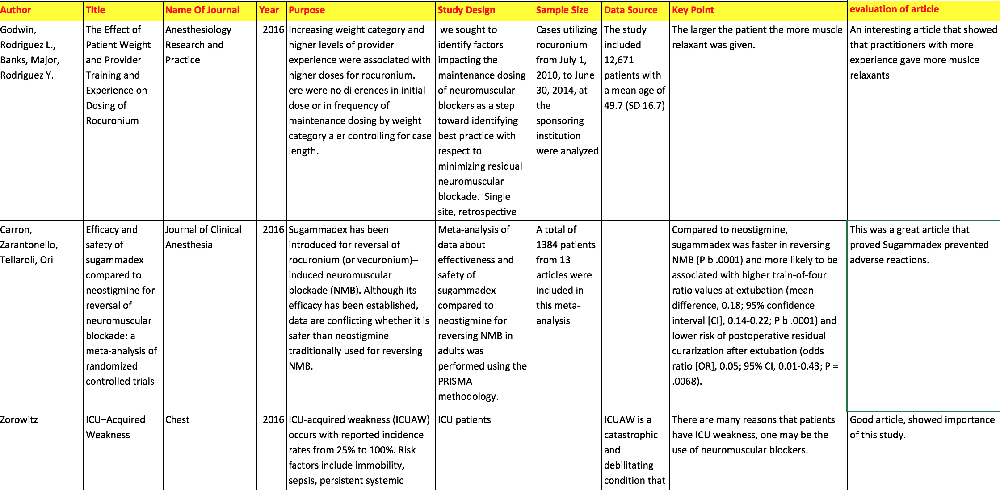 Author
Title
Name Of Journal
Year
Purpose
Study Design
Sample Size
Data Source
Key Point
evaluation of article
Godwin,
Rodriguez L.,
Banks, Major,
Rodriguez Y.
The Effect of
Patient Weight
and Provider
Training and
Experience on
Dosing of
Rocuronium
Anesthesiology
Research and
Practice
2016
Increasing weight category and
higher levels of provider
experience were associated with
higher doses for rocuronium.
ere were no di erences in initial
dose or in frequency of
maintenance dosing by weight
category a er controlling for case
length.
we sought to
identify factors
impacting the
maintenance dosing
of neuromuscular
blockers as a step
toward identifying
best practice with
respect to
minimizing residual
neuromuscular
blockade.  Single
site, retrospective
Cases utilizing
rocuronium
from July 1,
2010, to June
30, 2014, at
the
sponsoring
institution
were analyzed
The study
included
12,671
patients with
a mean age of
49.7 (SD 16.7)
The larger the patient the more muscle
relaxant was given.
An interesting article that showed
that practitioners with more
experience gave more muslce
relaxants
Carron,
Zarantonello,
Tellaroli, Ori
Efficacy and
safety of
sugammadex
compared to
neostigmine for
reversal of
neuromuscular
blockade: a
meta-analysis of
randomized
controlled trials
Journal of Clinical
Anesthesia
2016
Sugammadex has been
introduced for reversal of
rocuronium (or vecuronium)–
induced neuromuscular
blockade (NMB). Although its
efficacy has been established,
data are conflicting whether it is
safer than neostigmine
traditionally used for reversing
NMB.
Meta-analysis of
data about
effectiveness and
safety of
sugammadex
compared to
neostigmine for
reversing NMB in
adults was
performed using the
PRISMA
methodology.
A total of
1384 patients
from 13
articles were
included in
this meta-
analysis
Compared to neostigmine,
sugammadex was faster in reversing
NMB (P b .0001) and more likely to be
associated with higher train-of-four
ratio values at extubation (mean
difference, 0.18; 95% confidence
interval [CI], 0.14-0.22; P b .0001) and
lower risk of postoperative residual
curarization after extubation (odds
ratio [OR], 0.05; 95% CI, 0.01-0.43; P =
.0068).
This was a great article that
proved Sugammadex prevented
adverse reactions.
Zorowitz
ICU–Acquired
Weakness
Chest
2016
ICU-acquired weakness (ICUAW)
occurs with reported incidence
rates from 25% to 100%. Risk
factors include immobility,
sepsis, persistent systemic
ICU patients
ICUAW is a
catastrophic
and
debilitating
condition that
There are many reasons that patients
have ICU weakness, one may be the
use of neuromuscular blockers.
Good article, showed importance
of this study.